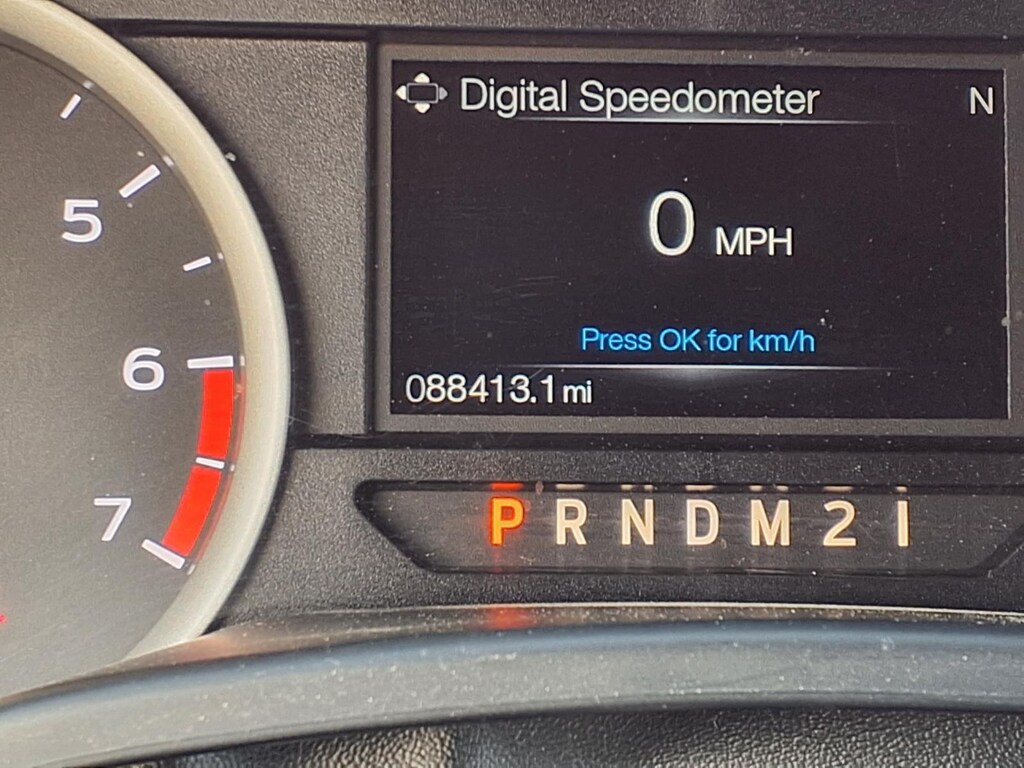 Digital Speedometer N
0 MPH
Press OK for km/h
088413.1 mi
5
6
7
P R N D M 2 1